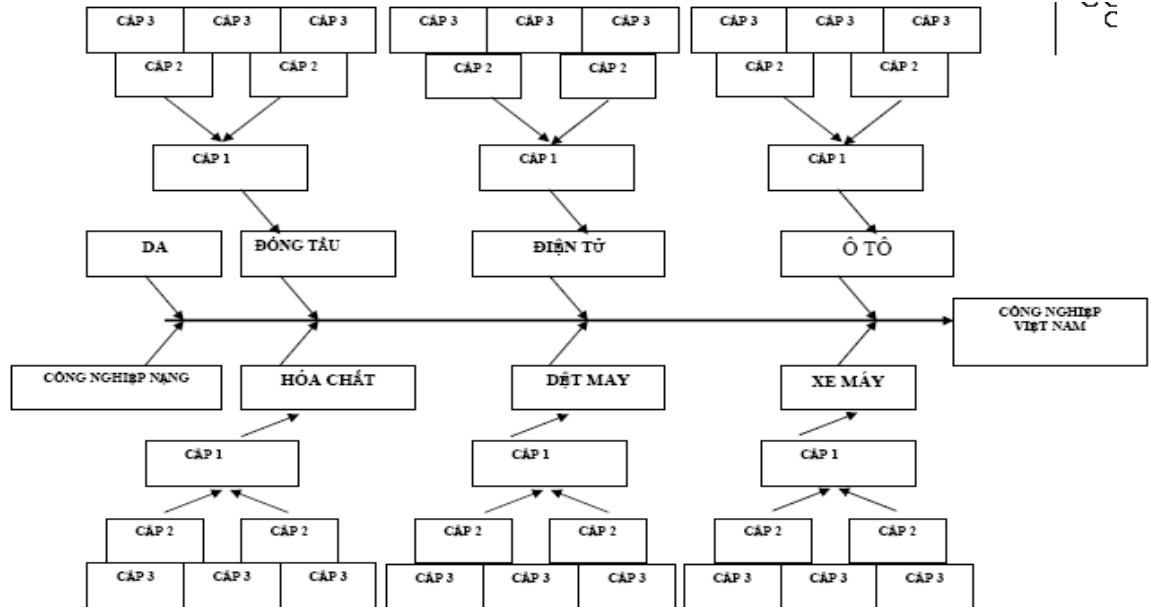 CẤP 3 CẤP 3 CẤP 3 CẤP 3 CẤP 3 CẤP 3 CẤP 3 CẤP 3 CẤP 3
CẤP 2 CẤP 2 CẤP 2 CẤP 2 CẤP 2 CẤP 2
CẤP 1 CẤP 1 CẤP 1
DA ĐÓNG TẦU ĐIỆN TỬ Ô TÔ
CÔNG NGHIỆP
VIỆT NAM
CÔNG NGHIỆP NẶNG HÓA CHẤT DỆT MAY XE MÁY
CẤP 1 CẤP 1 CẤP 1
CẤP 2 CẤP 2 CẤP 2 CẤP 2 CẤP 2 CẤP 2
CẤP 3 CẤP 3 CẤP 3 CẤP 3 CẤP 3 CẤP 3 CẤP 3 CẤP 3 CẤP 3